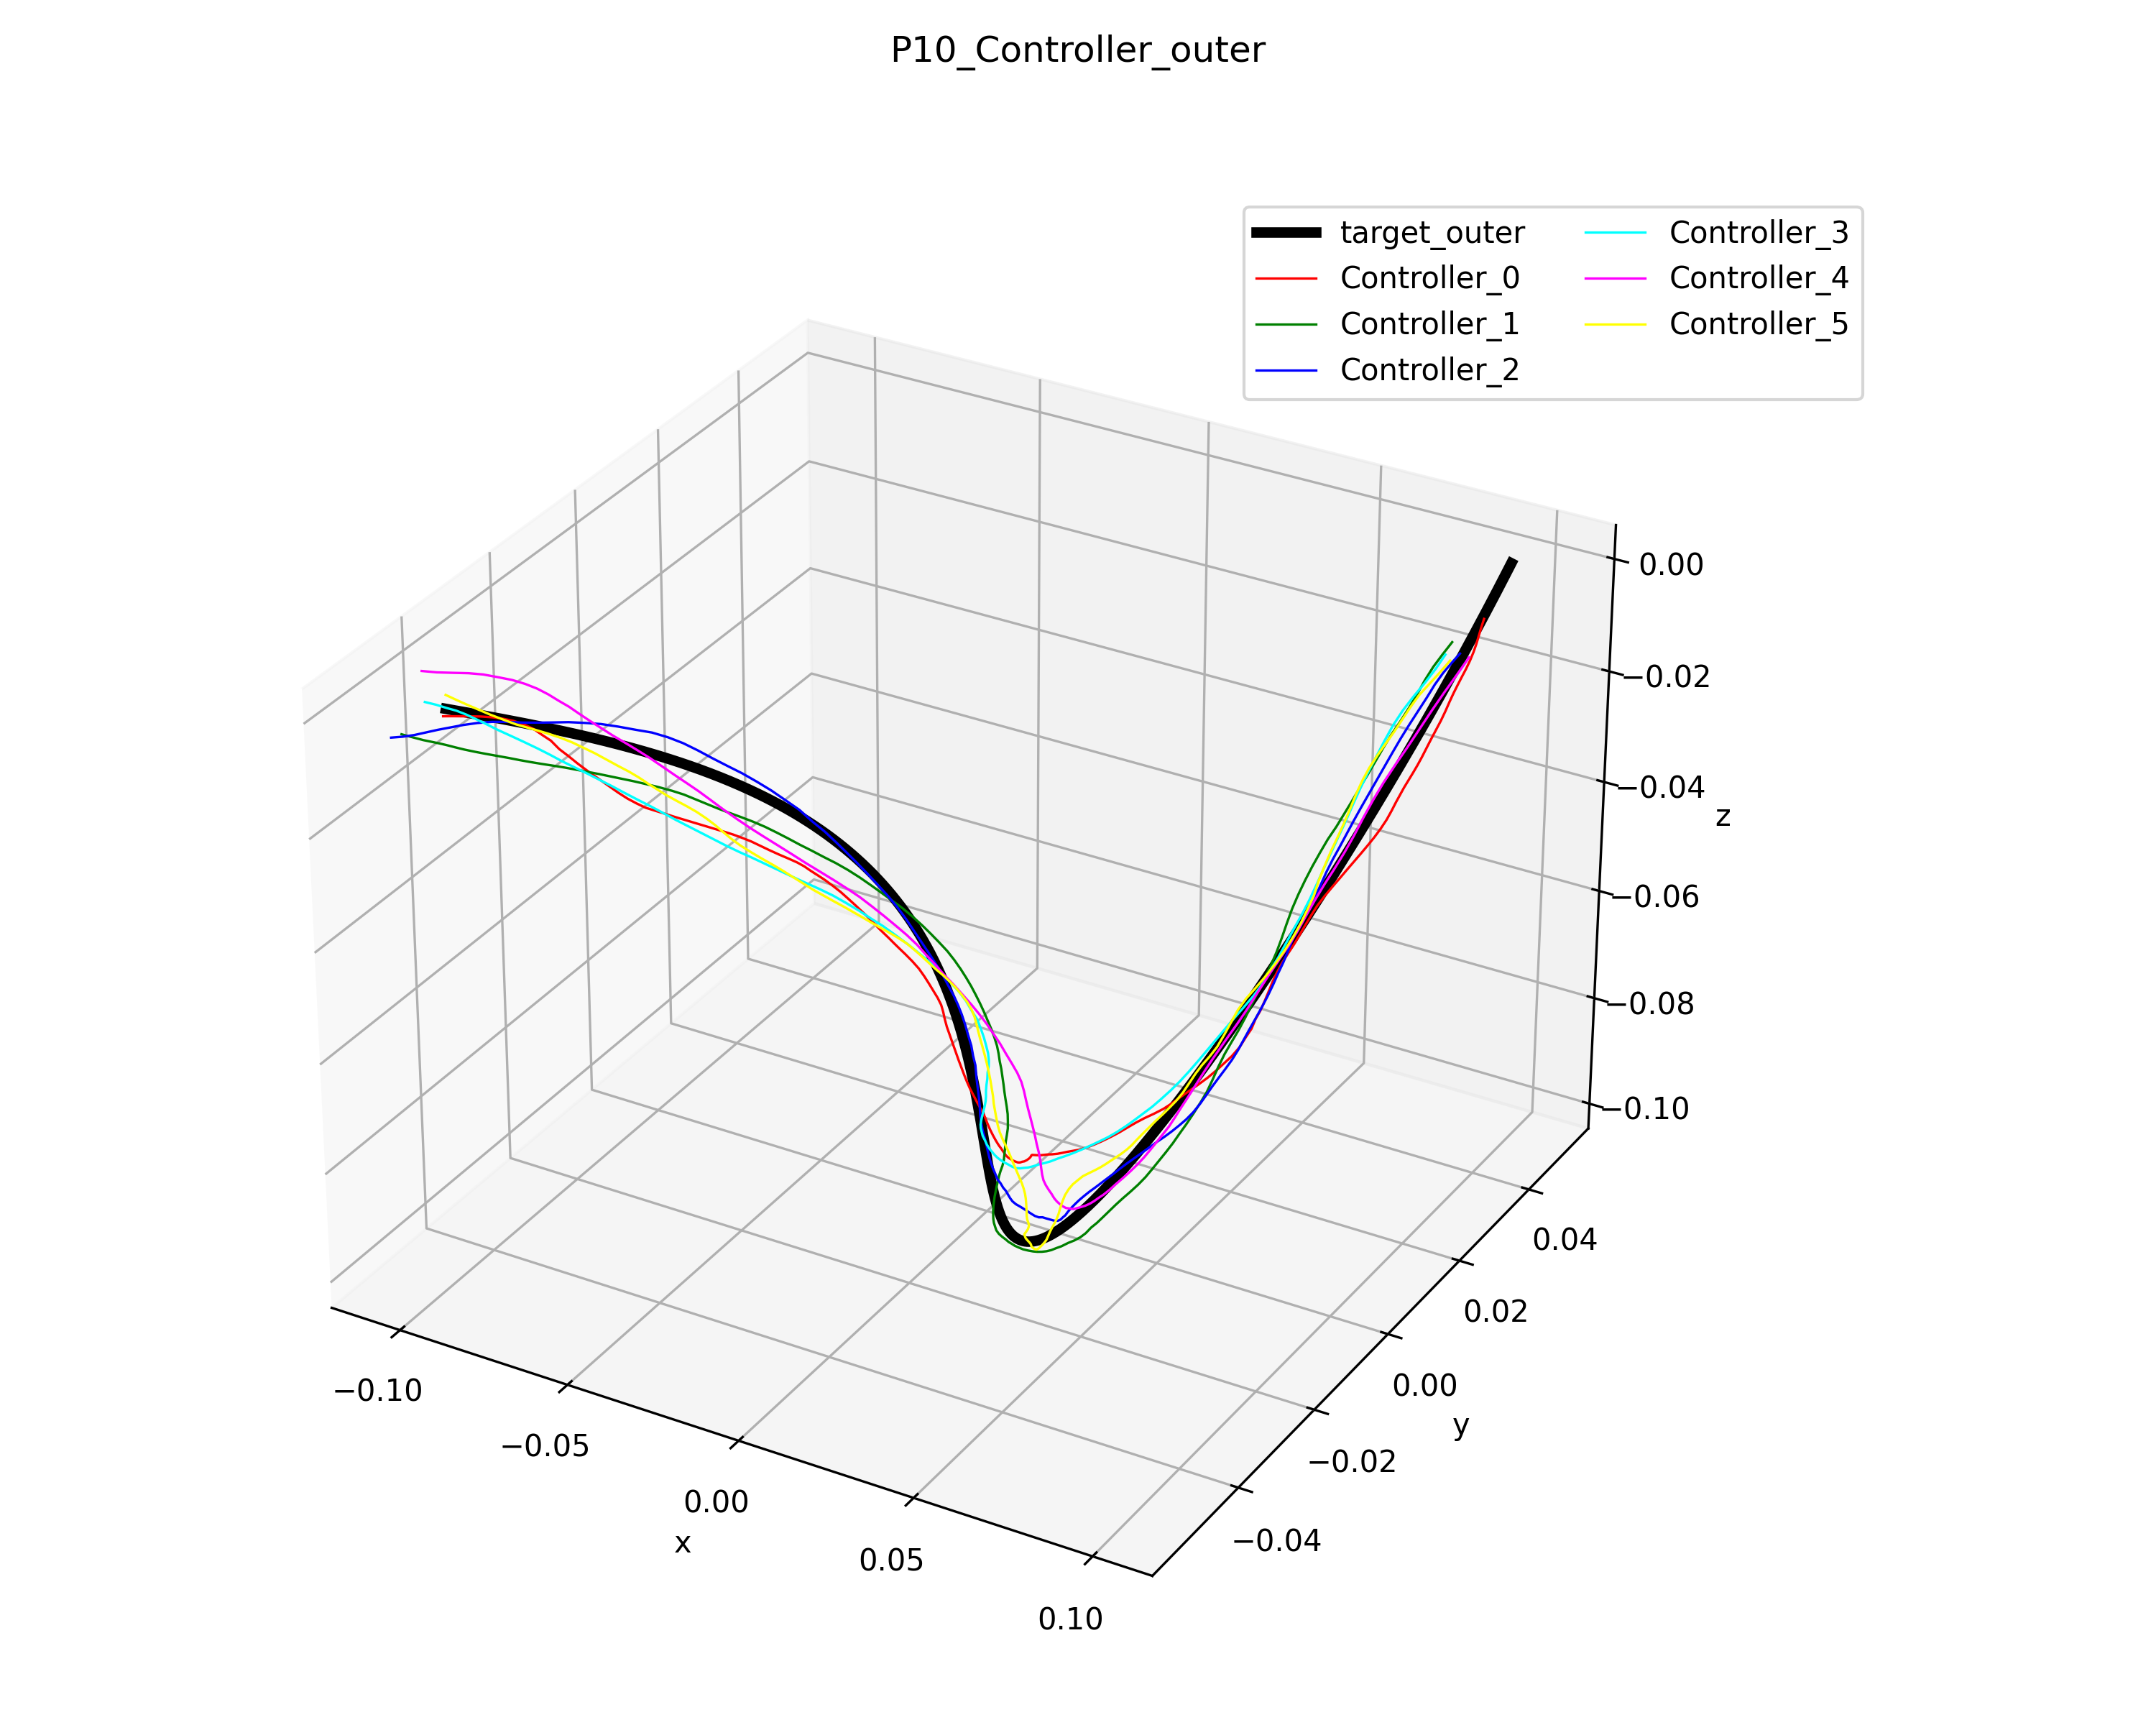 P10_Controller_outer
target_outer
Controller_0
Controller_1
Controller_2
Controller_3
Controller_4
Controller_5
0.00
−0.02
−0.04
z
−0.06
−0.08
−0.10
0.04
0.02
0.00
y
−0.02
−0.04
−0.10
−0.05
0.00
x
0.05
0.10